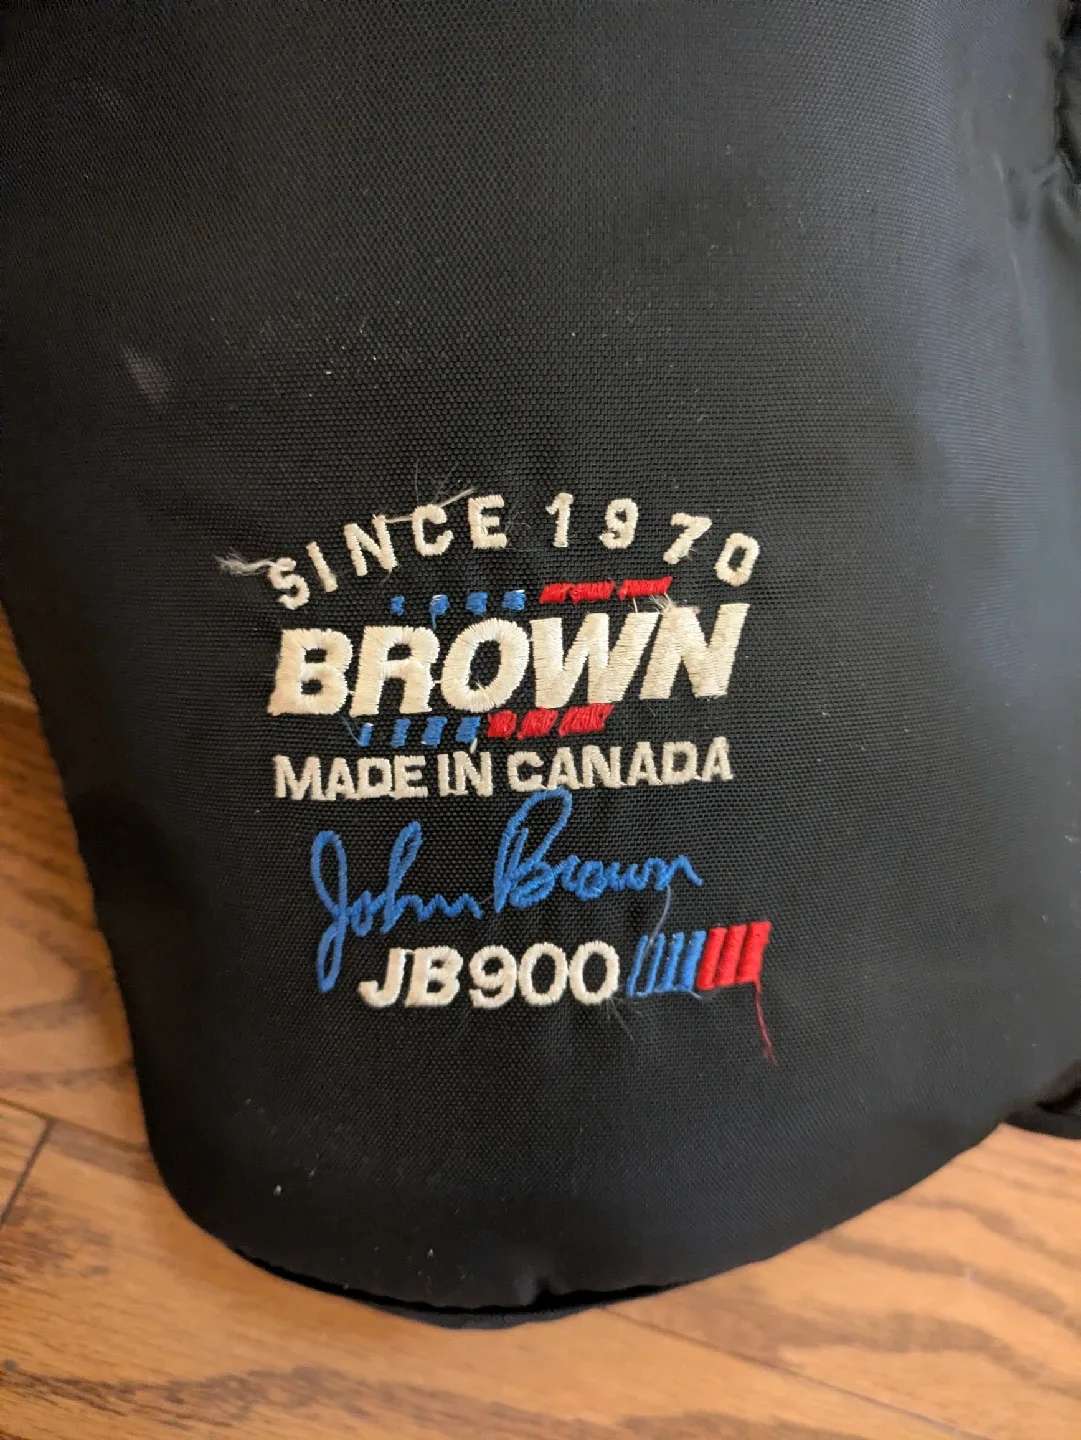 SINCE 1970
BROWN
MADE IN CANADA
John Brown
JB900